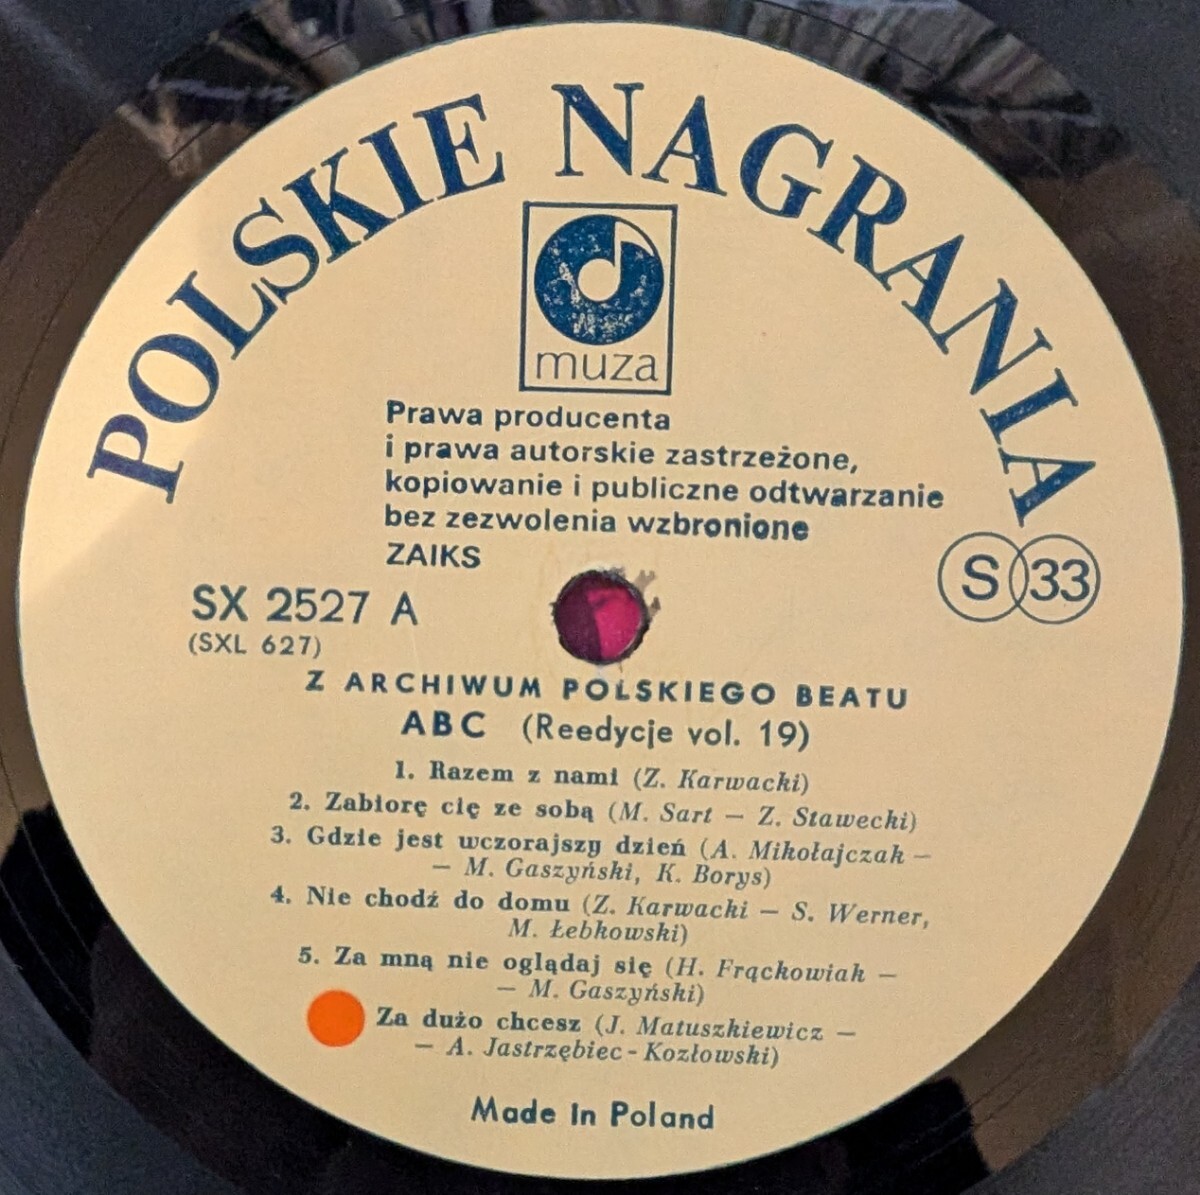 POLSKIE NAGRANIA
muza
Prawa producenta
i prawa autorskie zastrzeżone,
kopiowanie i publiczne odtwarzanie
bez zezwolenia wzbronione
ZAIKS
S 33
SX 2527 A
(SXL 627)
Z ARCHIWUM POLSKIEGO BEATU
ABC (Reedycje vol. 19)
1. Razem z nami (Z. Karwacki)
2. Zabiorę cię ze sobą (M. Sart — Z. Stawecki)
3. Gdzie jest wczorajszy dzień (A. Mikołajczak —
— M. Gaszyński, K. Borys)
4. Nie chodź do domu (Z. Karwacki — S. Werner,
M. Łebkowski)
5. Za mną nie oglądaj się (H. Frąckowiak —
— M. Gaszyński)
Za dużo chcesz (J. Matuszkiewicz —
— A. Jastrzębiec-Kozłowski)
Made in Poland